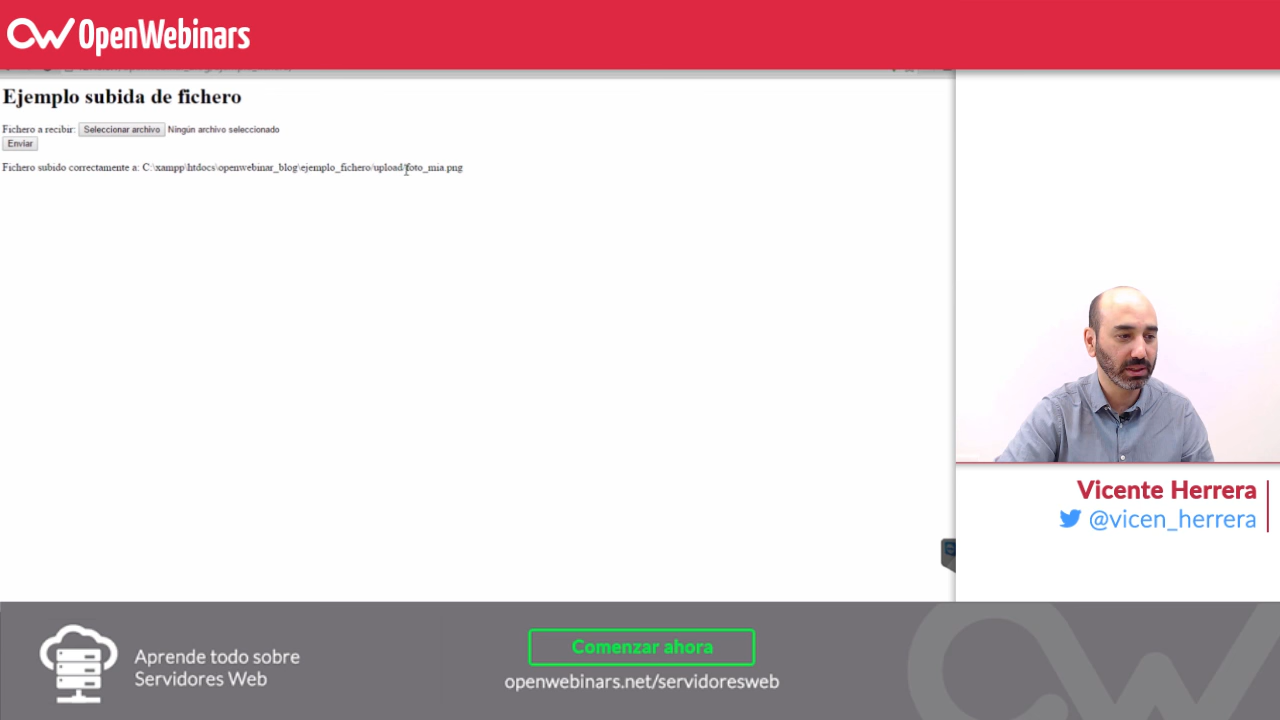 OpenWebinars
Ejemplo subida de fichero
Fichero a recibir: Seleccionar archivo Ningún archivo seleccionado
Enviar
Fichero subido correctamente a: C:\xampp\htdocs\openwebinar_blog\ejemplo_fichero/upload/foto_mia.png
Vicente Herrera
@vicen_herrera
Aprende todo sobre
Servidores Web
Comenzar ahora
openwebinars.net/servidoresweb